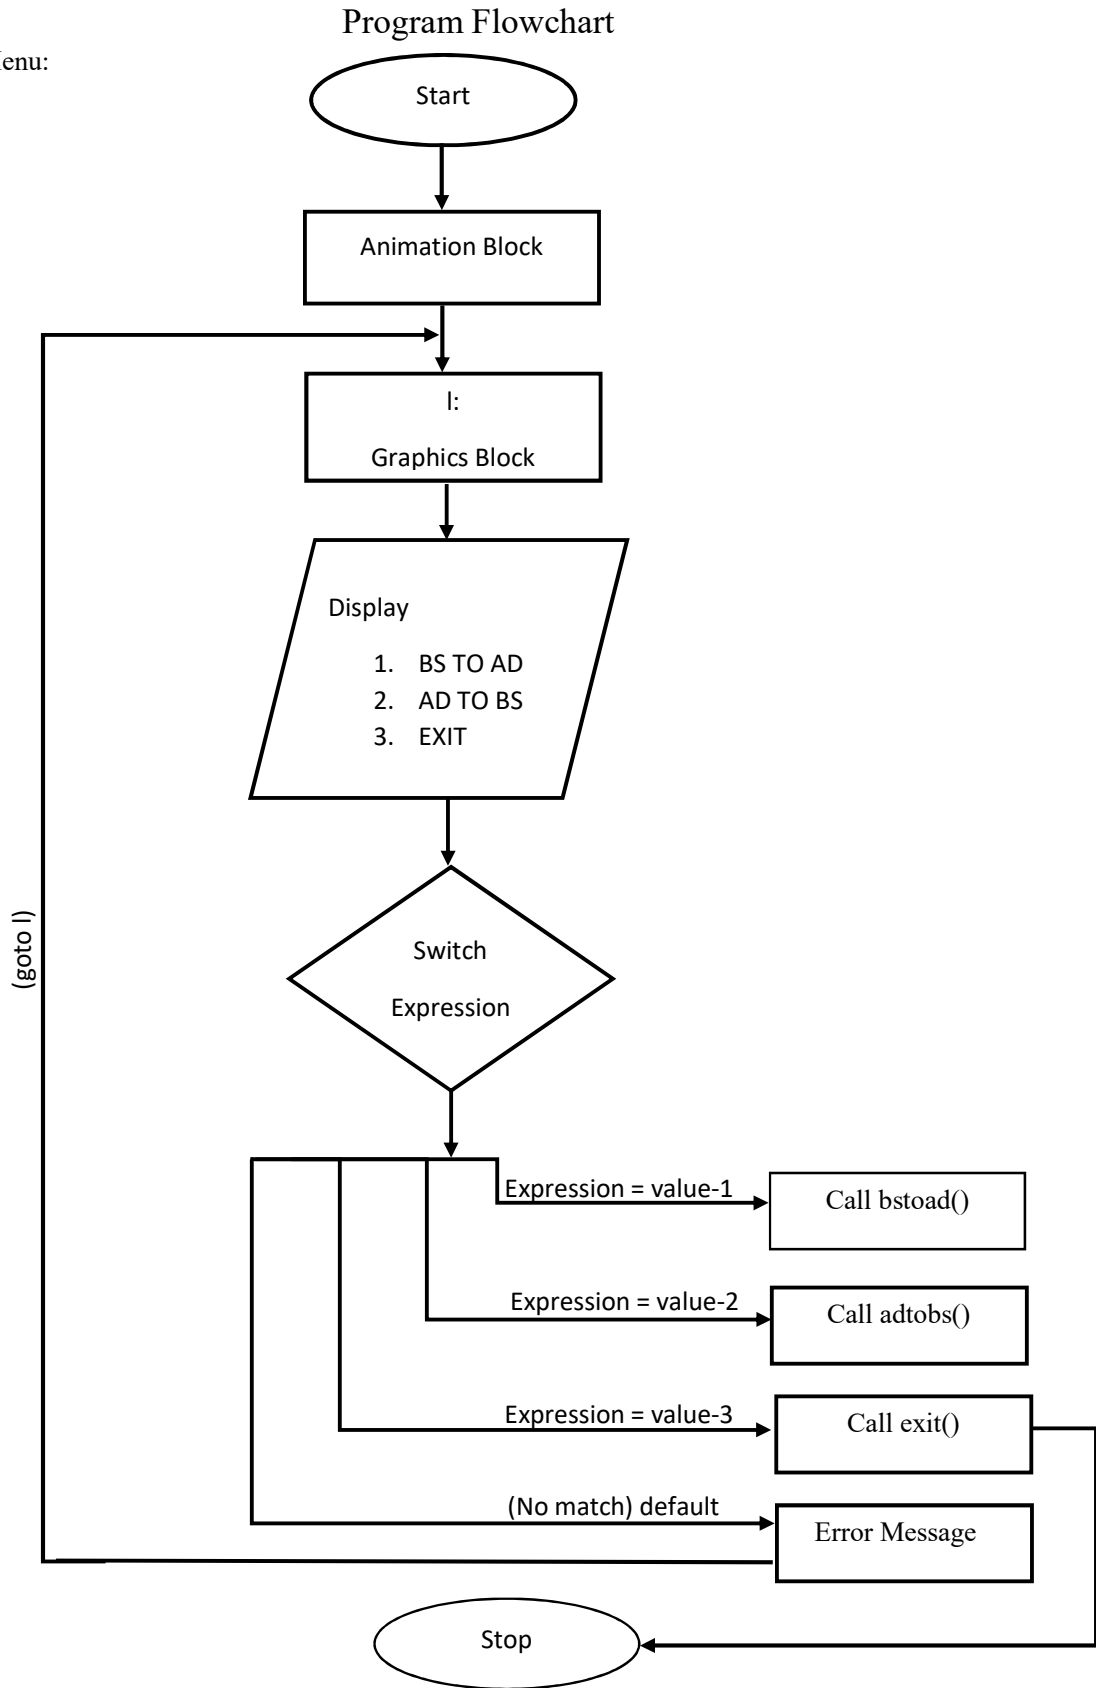 Program Flowchart
enu:
Start
Animation Block
l:
Graphics Block
Display
1. BS TO AD
2. AD TO BS
3. EXIT
(goto l)
Switch
Expression
Expression = value-1
Call bstoad()
Expression = value-2
Call adtobs()
Expression = value-3
Call exit()
(No match) default
Error Message
Stop